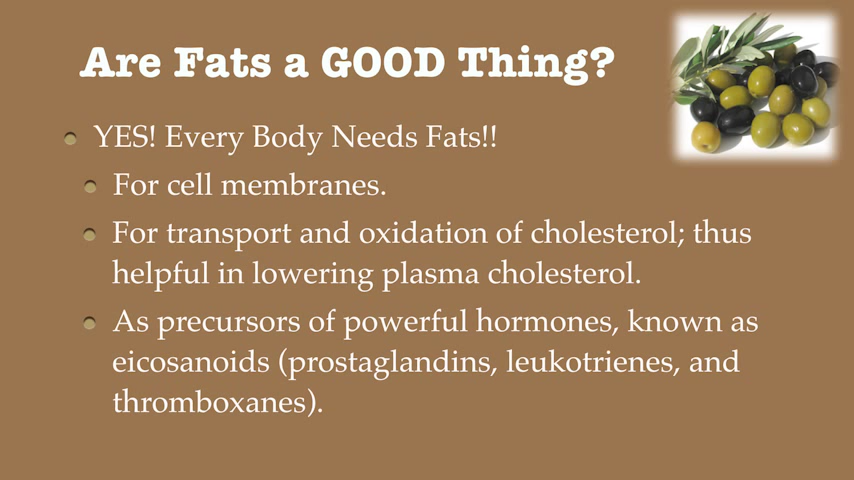 Are Fats a GOOD Thing?
YES! Every Body Needs Fats!!
For cell membranes.
For transport and oxidation of cholesterol; thus
helpful in lowering plasma cholesterol.
As precursors of powerful hormones, known as
eicosanoids (prostaglandins, leukotrienes, and
thromboxanes).